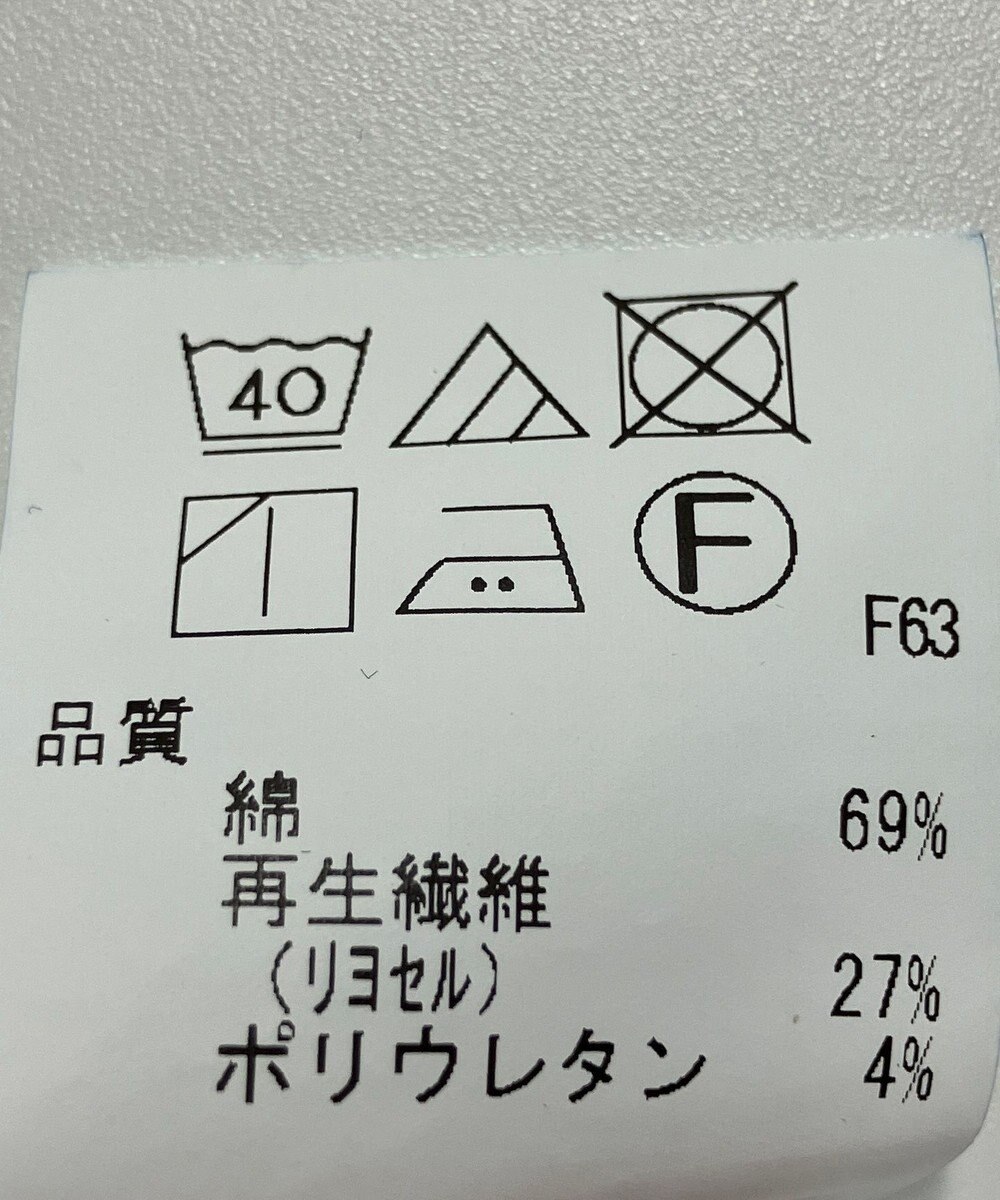 40
F
F63
品質
綿 69%
再生繊維
(リヨセル) 27%
ポリウレタン 4%